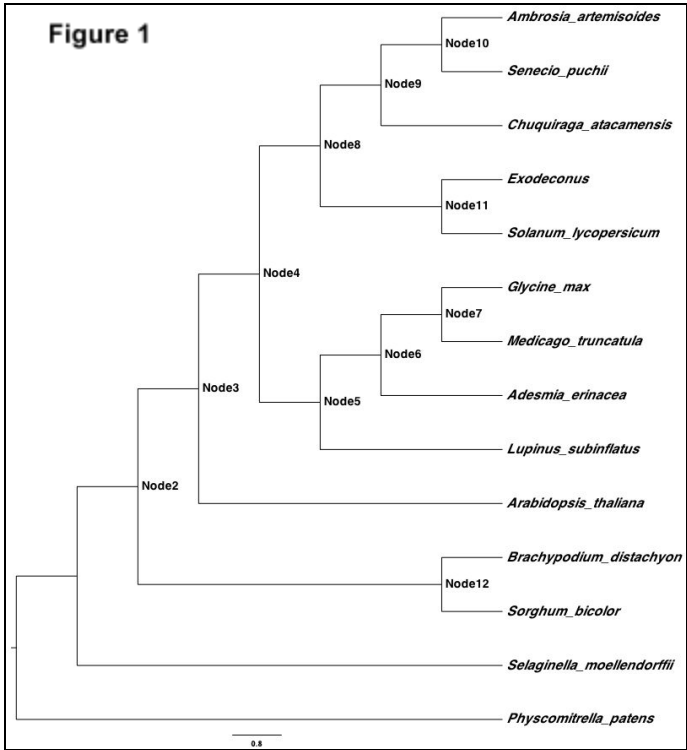 Figure 1
Ambrosia_artemisoides
Node10
Senecio_puchii
Node9
Chuquiraga_atacamensis
Node8
Exodeconus
Node11
Solanum_lycopersicum
Node4
Glycine_max
Node7
Medicago_truncatula
Node6
Node3
Adesmia_erinacea
Node5
Lupinus_subinflatus
Node2
Arabidopsis_thaliana
Brachypodium_distachyon
Node12
Sorghum_bicolor
Selaginella_moellendorffii
Physcomitrella_patens
0.8